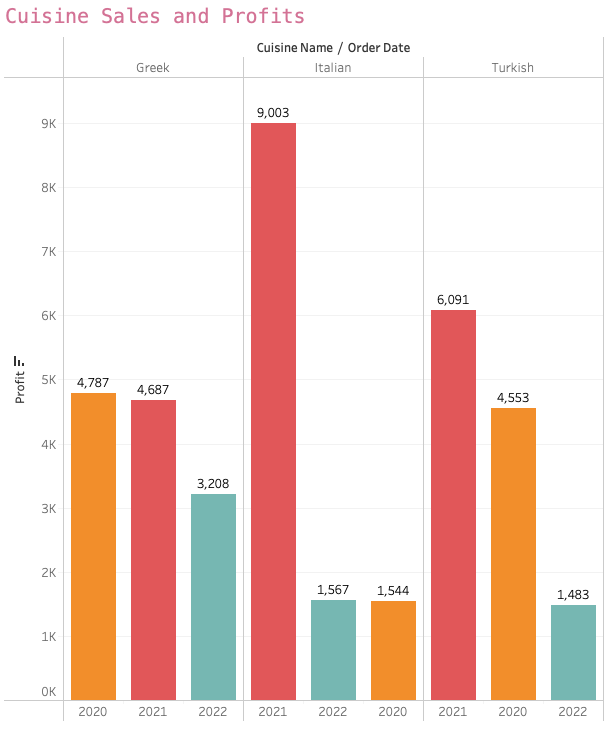 Cuisine Sales and Profits
Cuisine Name / Order Date
Greek Italian Turkish
9,003
9K
8K
7K
6,091
6K
Profit
5K
4,787 4,687
4,553
4K
3,208
3K
2K
1,567 1,544
1,483
1K
0K
2020 2021 2022 2021 2022 2020 2021 2020 2022